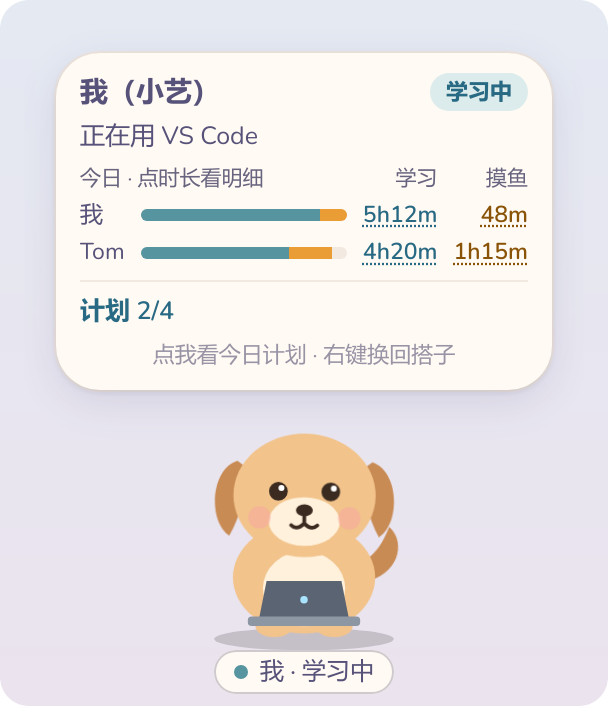 我（小艺） 学习中
正在用 VS Code
今日 · 点时长看明细 学习 摸鱼
我 5h12m 48m
Tom 4h20m 1h15m
计划 2/4
点我看今日计划 · 右键换回搭子
我 · 学习中